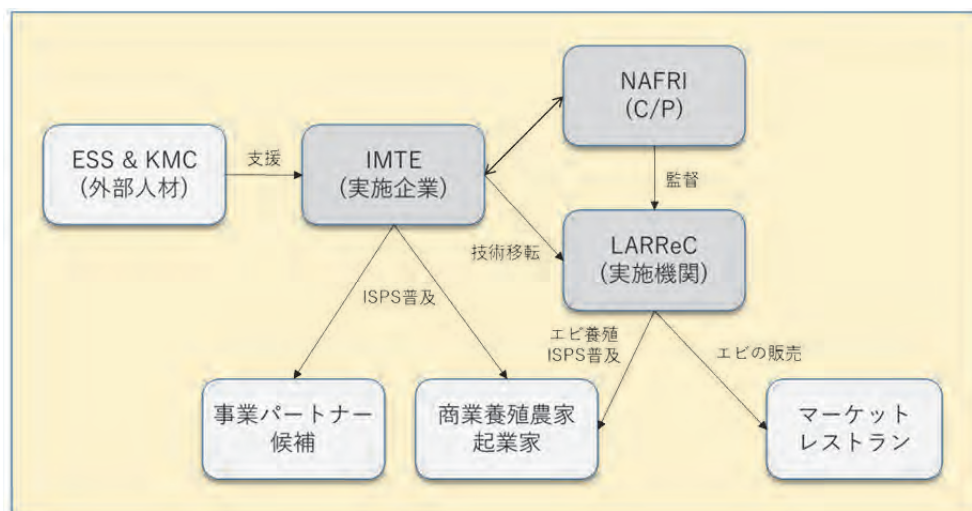 NAFRI
(C/P)
ESS & KMC
(外部人材)
支援
IMTE
(実施企業)
監督
技術移転
LARReC
(実施機関)
ISPS普及
エビ養殖
ISPS普及
エビの販売
事業パートナー
候補
商業養殖農家
起業家
マーケット
レストラン